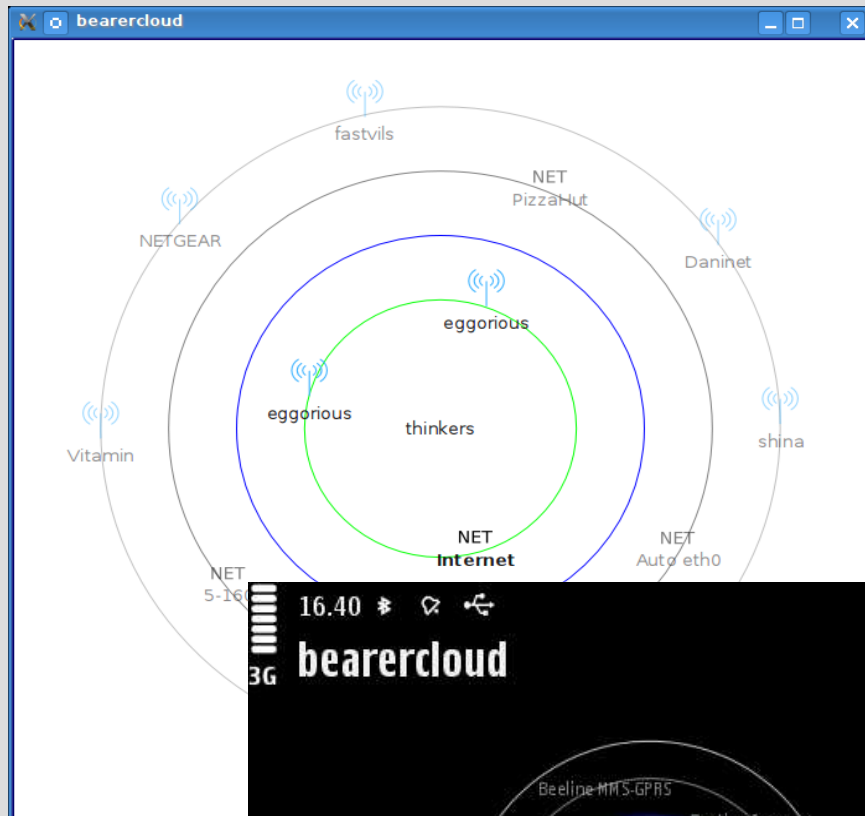 bearercloud
fastvils
NET
PizzaHut
NETGEAR
Daninet
eggorious
eggorious
thinkers
Vitamin
shina
NET
Internet
NET
Auto eth0
NET
16.40
3G
bearercloud
Beeline MMS-GPRS